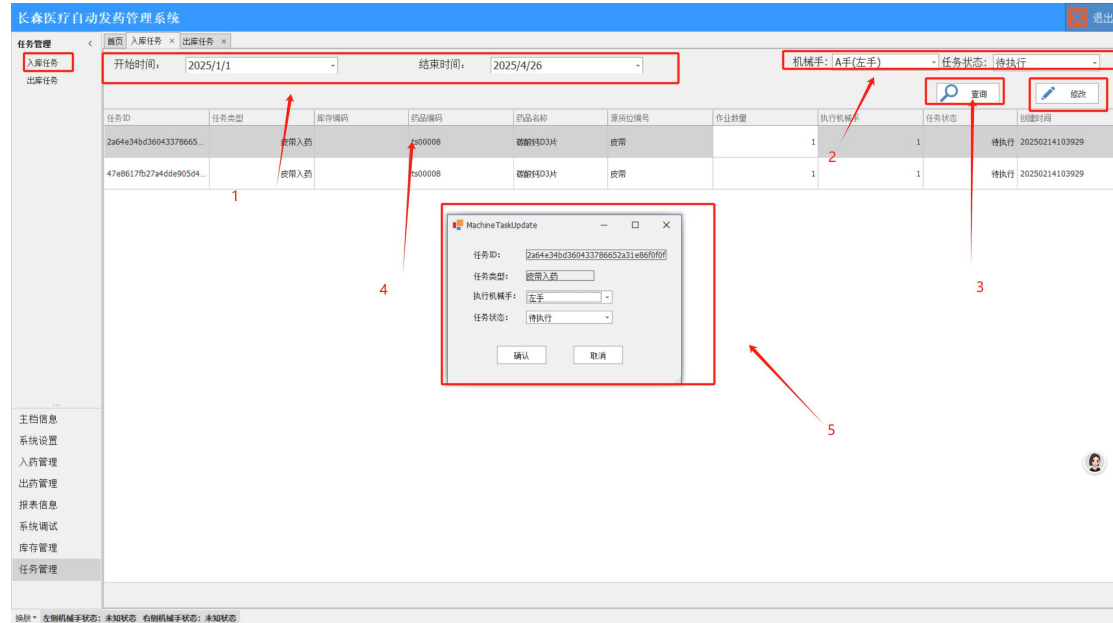 长森医疗自动发药管理系统 退出
任务管理 首页 入库任务 × 出库任务 ×
入库任务 开始时间: 2025/1/1 结束时间: 2025/4/26 机械手: A手(左手) 任务状态: 待执行
出库任务
查询 修改
任务ID 任务类型 库存编码 药品编码 药品名称 源货位编号 作业数量 执行机械手 任务状态 创建时间
2a64e34bd36043378665... 皮带入药 ts00008 碳酸钙D3片 皮带 1 1 待执行 20250214103929
47e8617fb27a4dde905d4... 皮带入药 ts00008 碳酸钙D3片 皮带 1 1 待执行 20250214103929
1
2
3
4
MachineTaskUpdate
任务ID: 2a64e34bd360433786652a31e86f0f0f
任务类型: 皮带入药
执行机械手: 左手
任务状态: 待执行
确认 取消
5
主档信息
系统设置
入药管理
出药管理
报表信息
系统调试
库存管理
任务管理
换肤 左侧机械手状态: 未知状态 右侧机械手状态: 未知状态